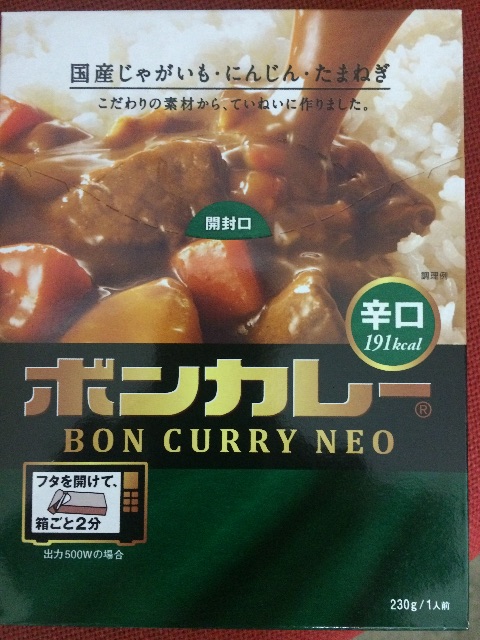 国産じゃがいも・にんじん・たまねぎ
こだわりの素材から、ていねいに作りました。
開封口
調理例
辛口
191kcal
ボンカレー®
BON CURRY NEO
フタを開けて、
箱ごと2分
出力500Wの場合
230g/1人前